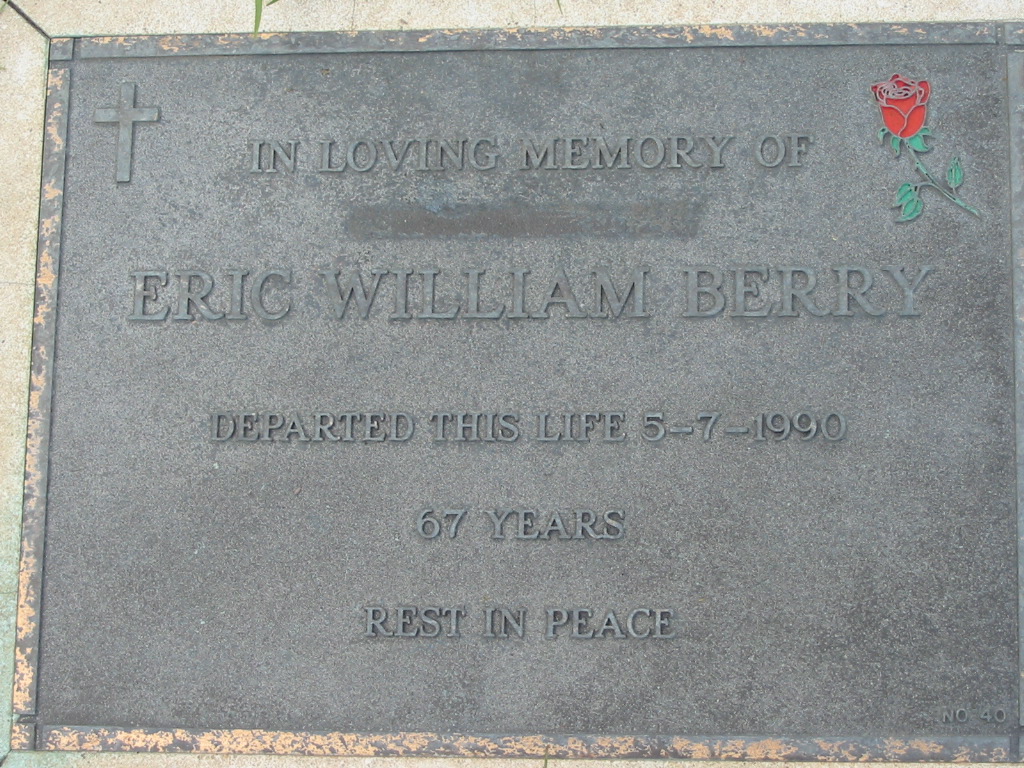 IN LOVING MEMORY OF
ERIC WILLIAM BERRY
DEPARTED THIS LIFE 5-7-1990
67 YEARS
REST IN PEACE
NO 40